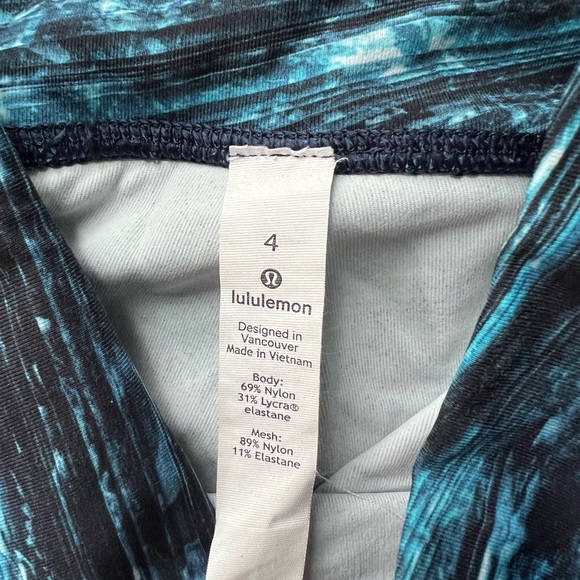 4
lululemon
Designed in
Vancouver
Made in Vietnam
Body:
69% Nylon
31% Lycra®
elastane
Mesh:
89% Nylon
11% Elastane